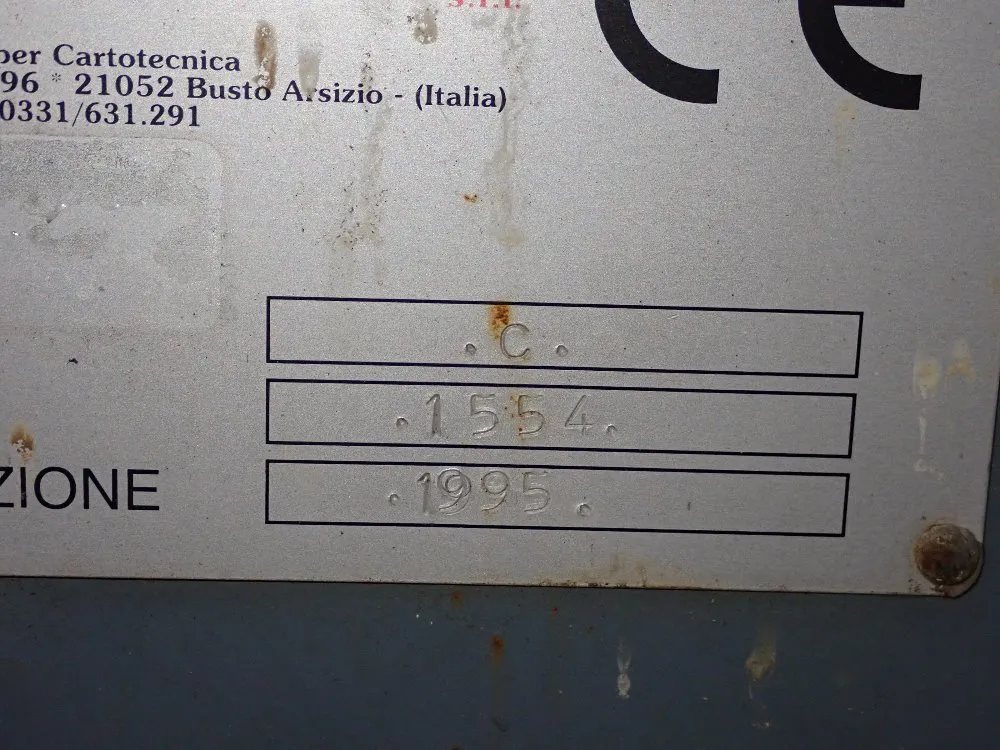 s.r.l.
per Cartotecnica
96 * 21052 Busto Arsizio - (Italia)
0331/631.291
CE
.C.
.1554.
ZIONE .1995.